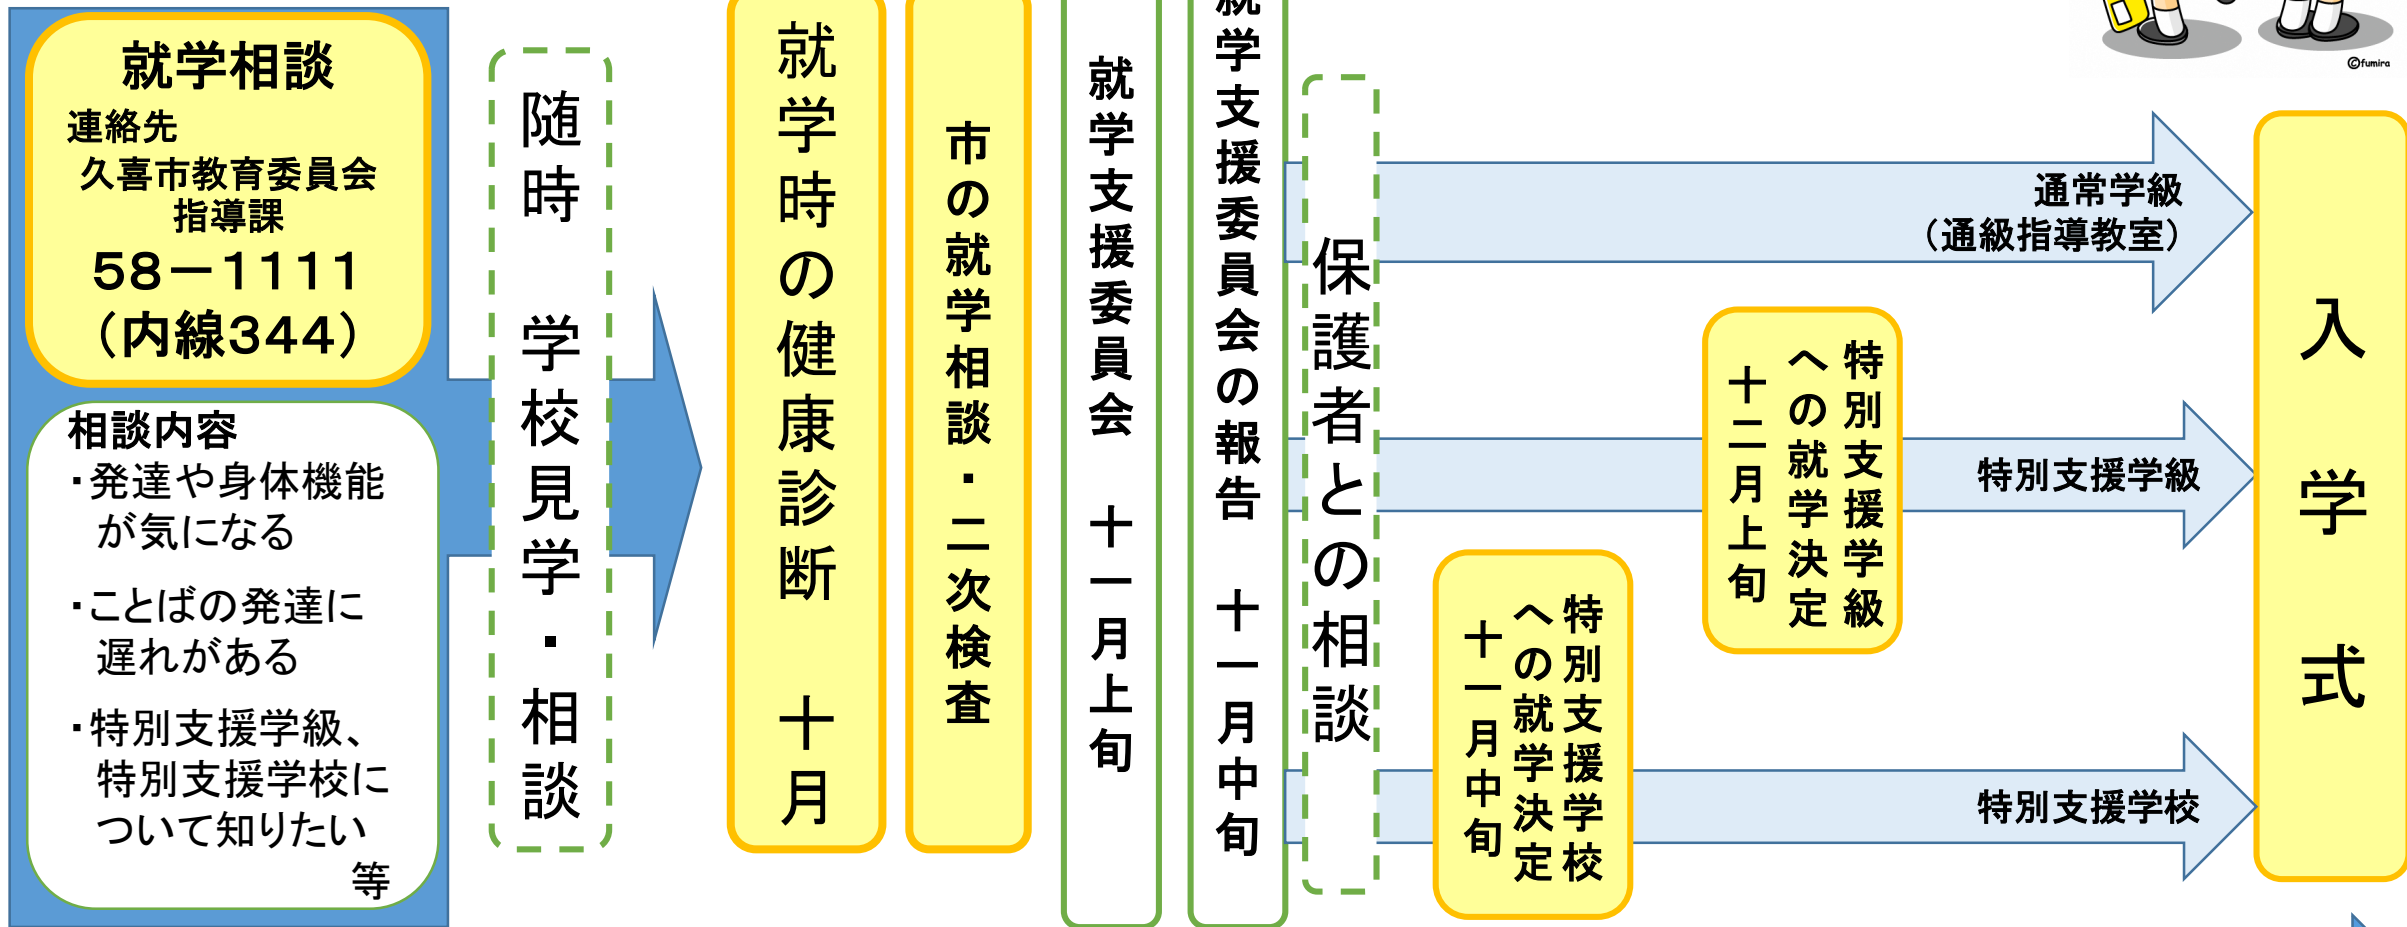 就学相談
連絡先
久喜市教育委員会
指導課
58－1111
（内線344）
相談内容
・発達や身体機能
が気になる
・ことばの発達に
遅れがある
・特別支援学級、
特別支援学校に
ついて知りたい
等
随時　学校見学・相談
就学時の健康診断　十月
市の就学相談・二次検査
就学支援委員会　十一月上旬
就学支援委員会の報告　十一月中旬
保護者との相談
通常学級
（通級指導教室）
特別支援学級
への就学決定
十二月上旬
特別支援学級
特別支援学校
への就学決定
十一月中旬
特別支援学校
入学式
©fumira